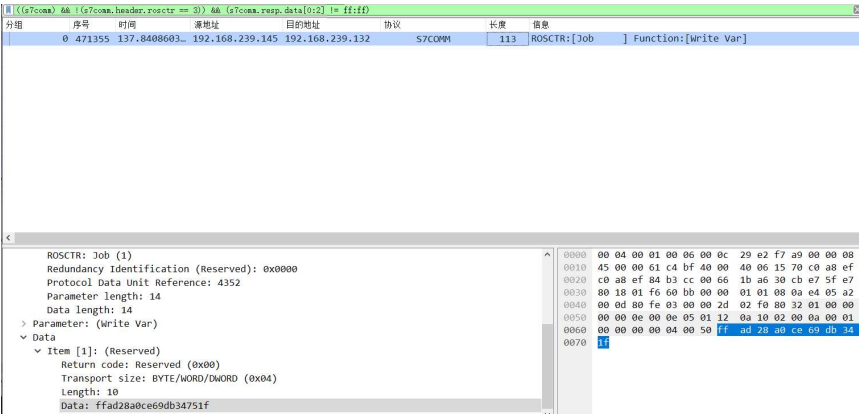 ((s7comm) && !(s7comm.header.rosctr == 3)) && (s7comm.resp.data[0:2] != ff:ff)
分组 序号 时间 源地址 目的地址 协议 长度 信息
0 471355 137.8408603… 192.168.239.145 192.168.239.132 S7COMM 113 ROSCTR:[Job ] Function:[Write Var]
ROSCTR: Job (1)
Redundancy Identification (Reserved): 0x0000
Protocol Data Unit Reference: 4352
Parameter length: 14
Data length: 14
> Parameter: (Write Var)
Data
Item [1]: (Reserved)
Return code: Reserved (0x00)
Transport size: BYTE/WORD/DWORD (0x04)
Length: 10
Data: ffad28a0ce69db34751f
0000 00 04 00 01 00 06 00 0c 29 e2 f7 a9 00 00 08
0010 45 00 00 61 c4 bf 40 00 40 06 15 70 c0 a8 ef
0020 c0 a8 ef 84 b3 cc 00 66 1b a6 30 cb e7 5f e7
0030 80 18 01 f6 60 bb 00 00 01 01 08 0a e4 05 a2
0040 00 0d 80 fe 03 00 00 2d 02 f0 80 32 01 00 00
0050 00 00 0e 00 0e 05 01 12 0a 10 02 00 0a 00 01
0060 00 00 00 00 04 00 50 ff ad 28 a0 ce 69 db 34
0070 1f